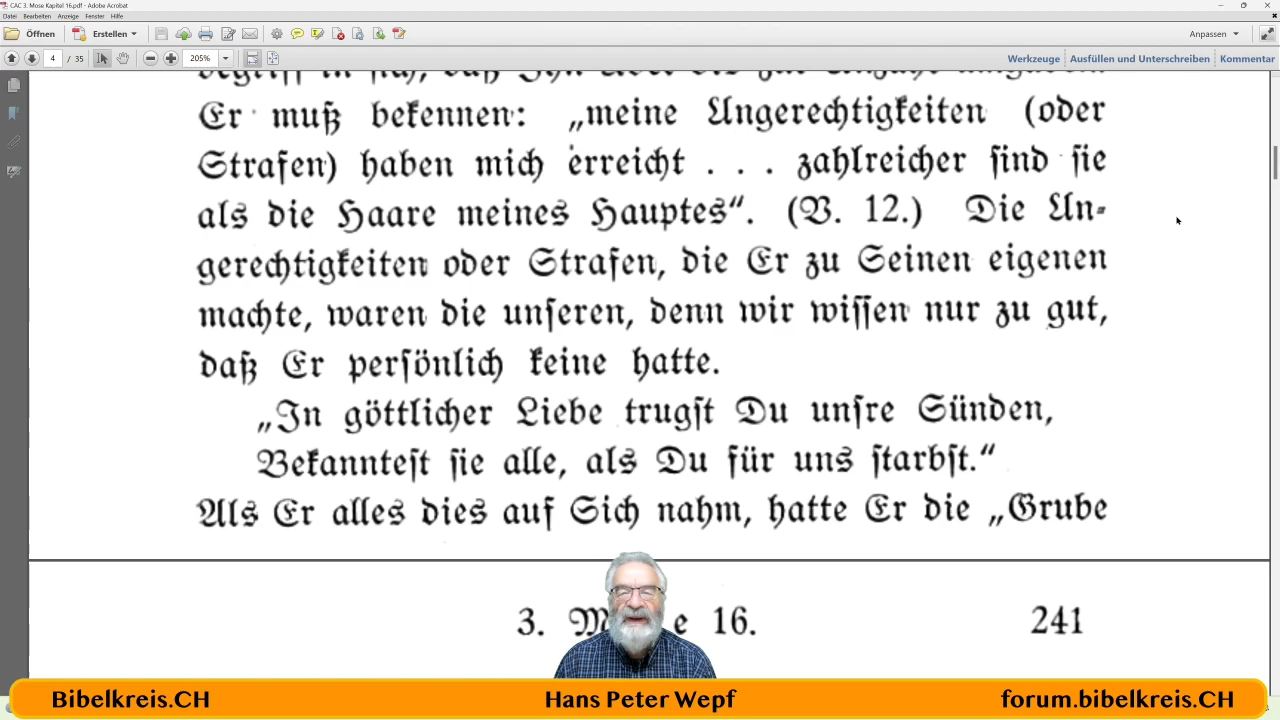 CAC 3. Mose Kapitel 16.pdf - Adobe Acrobat
Datei Bearbeiten Anzeige Fenster Hilfe
Öffnen Erstellen Anpassen
4 / 35 205% Werkzeuge Ausfüllen und Unterschreiben Kommentar
Er muß bekennen: „meine Ungerechtigkeiten (oder
Strafen) haben mich erreicht . . . zahlreicher sind sie
als die Haare meines Hauptes“. (V. 12.) Die Un-
gerechtigkeiten oder Strafen, die Er zu Seinen eigenen
machte, waren die unseren, denn wir wissen nur zu gut,
daß Er persönlich keine hatte.
„In göttlicher Liebe trugst Du unsre Sünden,
Bekanntest sie alle, als Du für uns starbst.“
Als Er alles dies auf Sich nahm, hatte Er die „Grube
3. M e 16. 241
Bibelkreis.CH Hans Peter Wepf forum.bibelkreis.CH